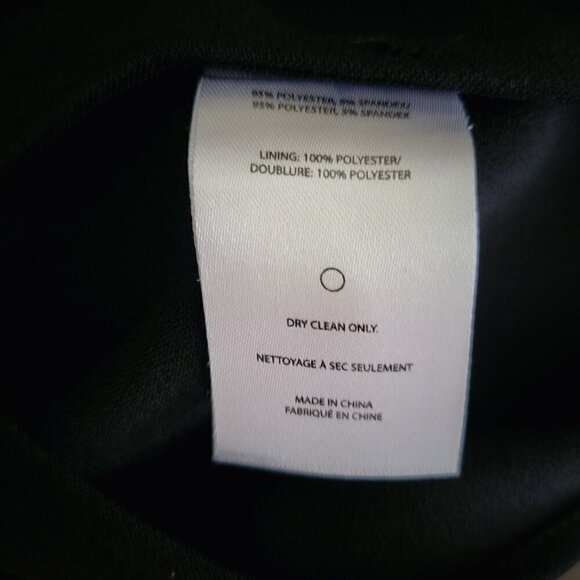 95% POLYESTER, 5% SPANDEX/
95% POLYESTER, 5% SPANDEX
LINING: 100% POLYESTER/
DOUBLURE: 100% POLYESTER
DRY CLEAN ONLY.
NETTOYAGE À SEC SEULEMENT
MADE IN CHINA
FABRIQUÉ EN CHINE